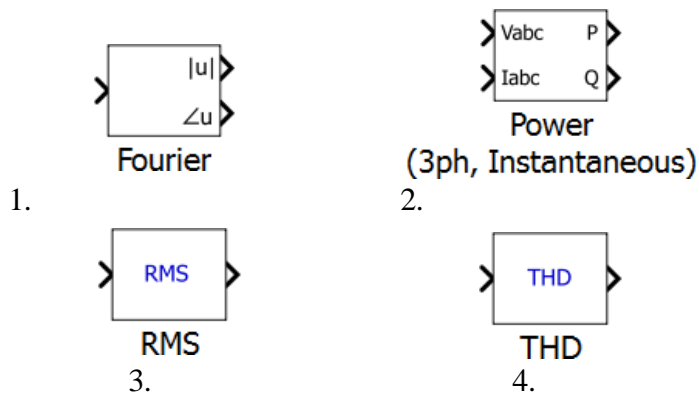 |u|
∠u
Fourier
1.
Vabc P
Iabc Q
Power
(3ph, Instantaneous)
2.
RMS
RMS
3.
THD
THD
4.